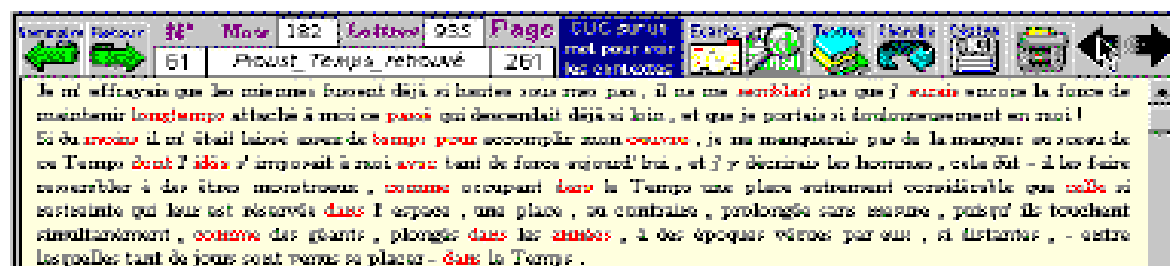 Sommaire Retour N° Mots 182 Lettres 935 Page CLIC sur un
61 Proust_Temps_retrouvé 261 mot pour voir
les contextes
Je m' effrayais que les miennes fussent déjà si hautes sous mes pas , il ne me semblait pas que j' aurais encore la force de
maintenir longtemps attaché à moi ce passé qui descendait déjà si loin , et que je portais si douloureusement en moi !
Si du moins il m' était laissé assez de temps pour accomplir mon oeuvre , je ne manquerais pas de la marquer au sceau de
ce Temps dont l' idée s' imposait à moi avec tant de force aujourd' hui , et j' y décrirais les hommes , cela dût - il les faire
ressembler à des êtres monstrueux , comme occupant dans le Temps une place autrement considérable que celle si
restreinte qui leur est réservée dans l' espace , une place , au contraire , prolongée sans mesure , puisqu' ils touchent
simultanément , comme des géants , plongés dans les années , à des époques vécues par eux , si distantes , - entre
lesquelles tant de jours sont venus se placer - dans le Temps .